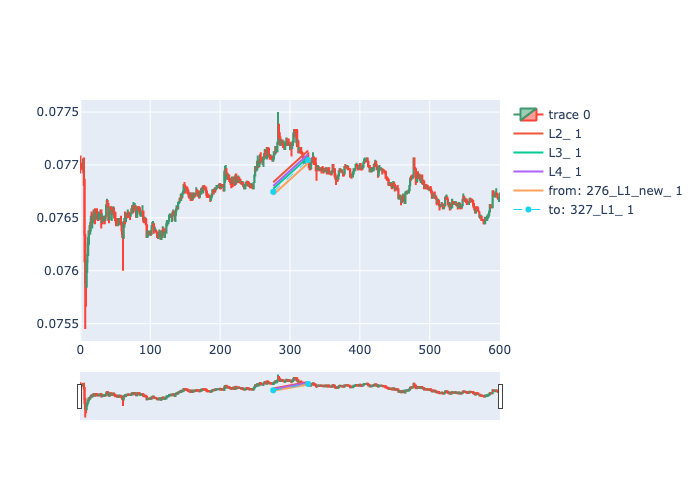 0.0775
0.077
0.0765
0.076
0.0755
0 100 200 300 400 500 600
trace 0
L2_ 1
L3_ 1
L4_ 1
from: 276_L1_new_ 1
to: 327_L1_ 1